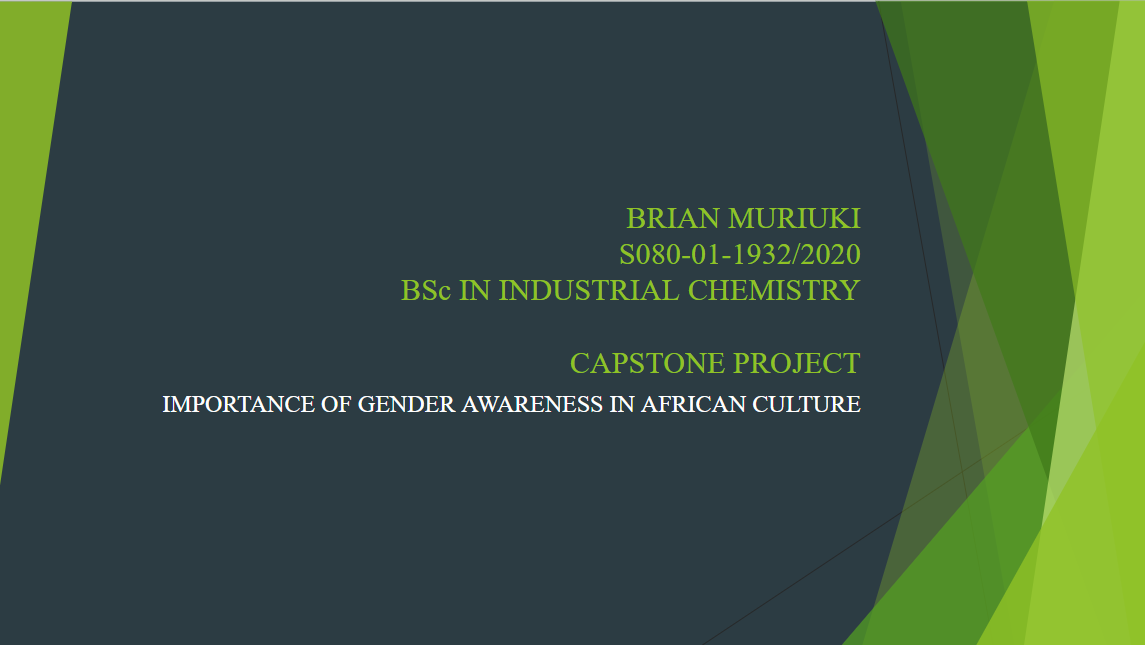 BRIAN MURIUKI
S080-01-1932/2020
BSc IN INDUSTRIAL CHEMISTRY
CAPSTONE PROJECT
IMPORTANCE OF GENDER AWARENESS IN AFRICAN CULTURE